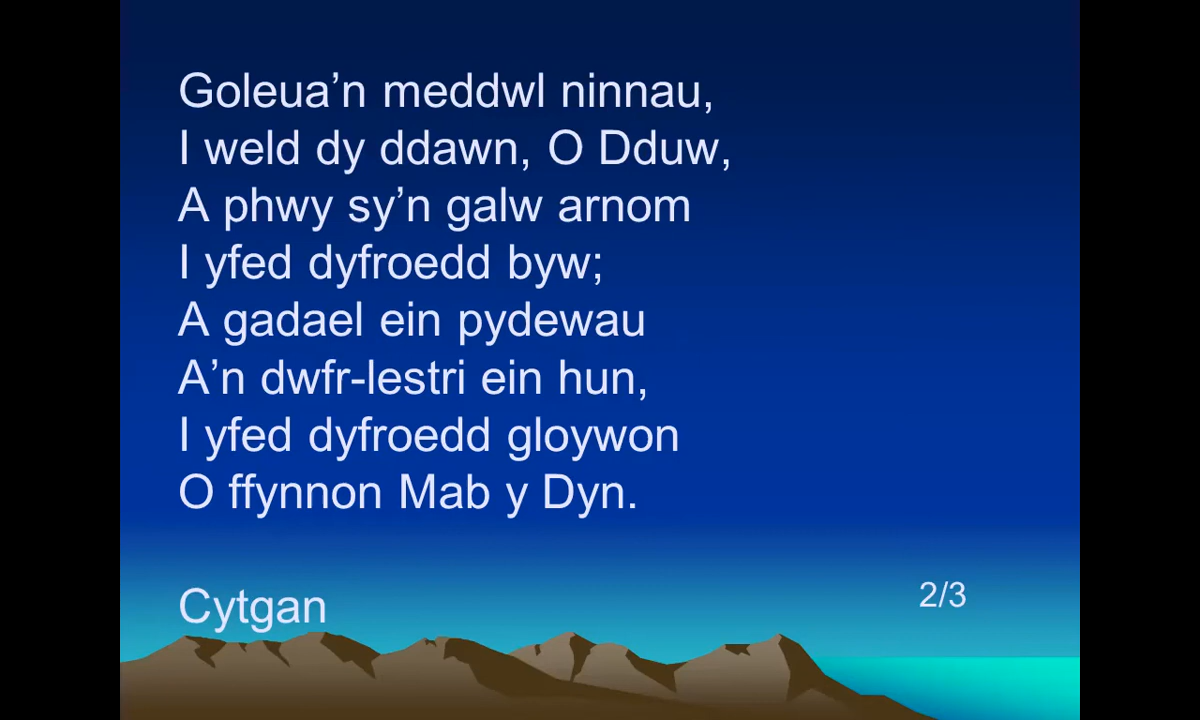 Goleua’n meddwl ninnau,
I weld dy ddawn, O Dduw,
A phwy sy’n galw arnom
I yfed dyfroedd byw;
A gadael ein pydewau
A’n dwfr-lestri ein hun,
I yfed dyfroedd gloywon
O ffynnon Mab y Dyn.
Cytgan
2/3